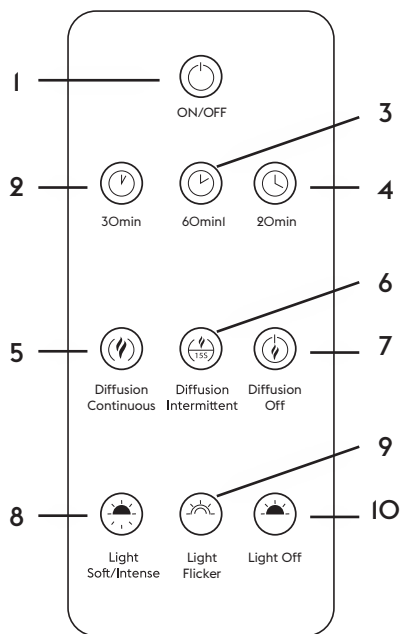 1
ON/OFF
2
3
4
30min
60minl
20min
5
6
7
15S
Diffusion
Continuous
Diffusion
Intermittent
Diffusion
Off
8
9
10
Light
Soft/Intense
Light
Flicker
Light Off